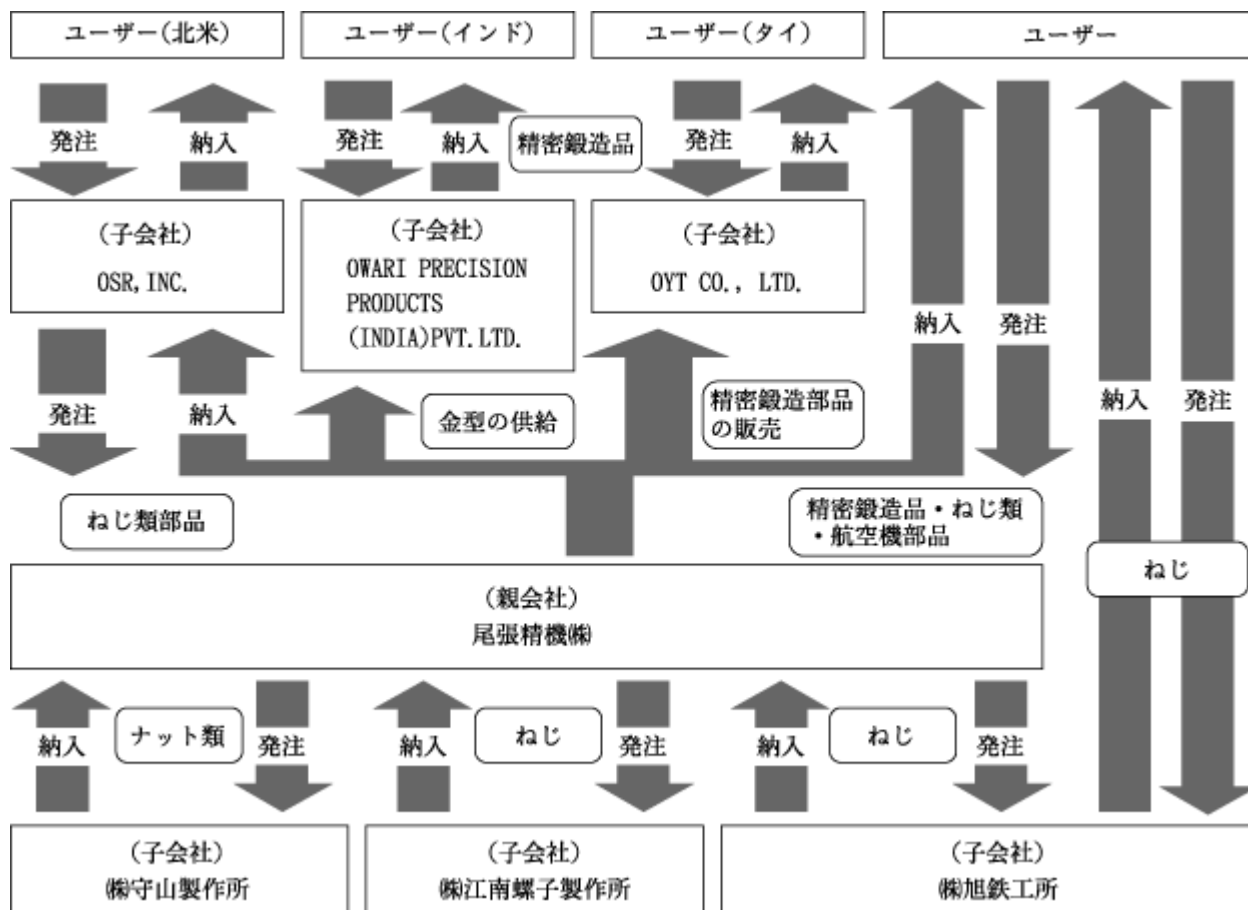 ユーザー(北米)
ユーザー(インド)
ユーザー(タイ)
ユーザー
発注
納入
発注
納入
精密鍛造品
発注
納入
(子会社)
OSR,INC.
(子会社)
OWARI PRECISION
PRODUCTS
(INDIA)PVT.LTD.
(子会社)
OYT CO., LTD.
納入
発注
発注
納入
金型の供給
精密鍛造部品
の販売
納入
発注
ねじ類部品
精密鍛造品・ねじ類
・航空機部品
ねじ
(親会社)
尾張精機㈱
納入
ナット類
発注
納入
ねじ
発注
納入
ねじ
発注
(子会社)
㈱守山製作所
(子会社)
㈱江南螺子製作所
(子会社)
㈱旭鉄工所